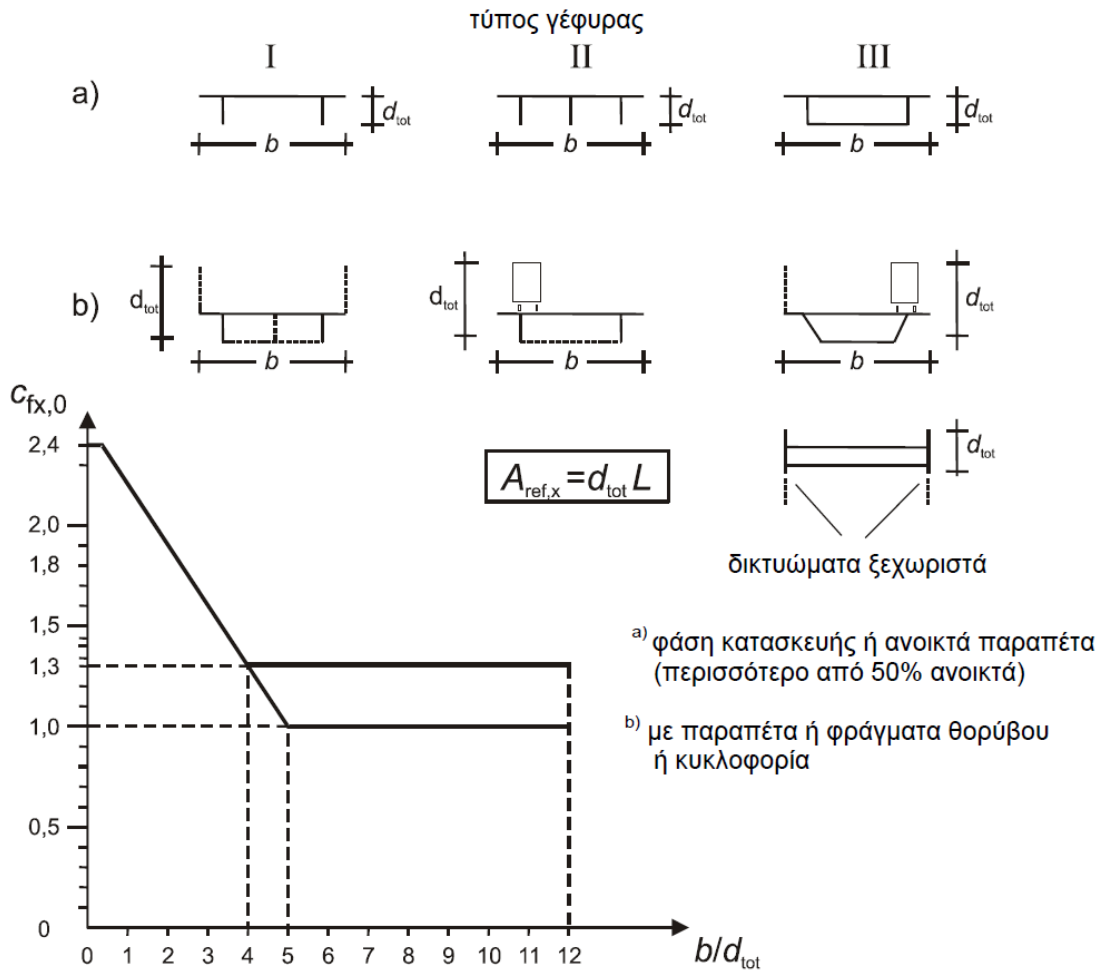 τύπος γέφυρας
I II III
a)
d_tot d_tot d_tot
b b b
b)
d_tot d_tot d_tot
b b b
c_fx,0
2,4
2,0
1,8
1,5
1,3
1,0
0,5
0
0 1 2 3 4 5 6 7 8 9 10 11 12
b/d_tot
A_ref,x = d_tot L
d_tot
δικτυώματα ξεχωριστά
a) φάση κατασκευής ή ανοικτά παραπέτα
(περισσότερο από 50% ανοικτά)
b) με παραπέτα ή φράγματα θορύβου
ή κυκλοφορία